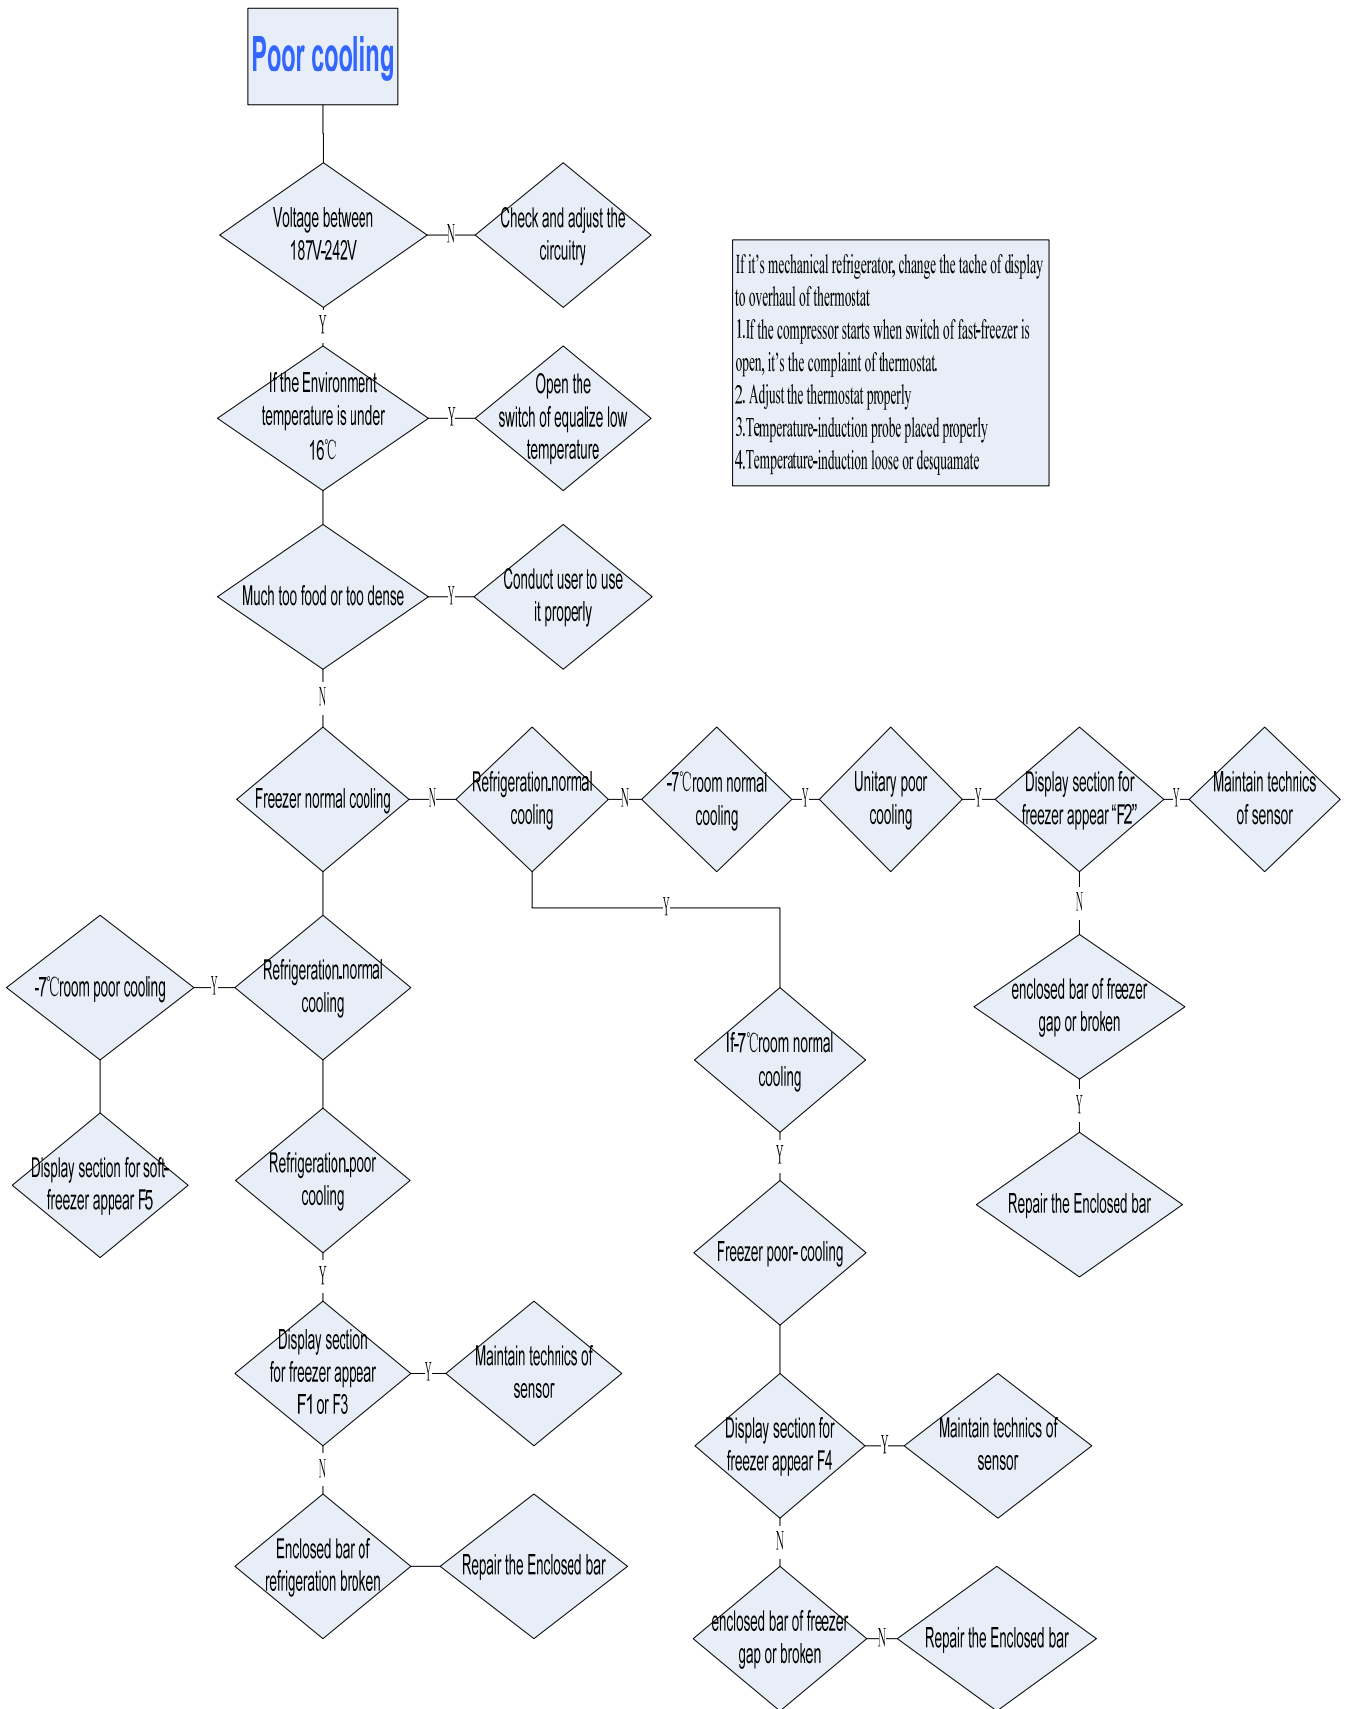 Poor cooling
Voltage between
187V-242V
N
Check and adjust the
circuitry
Y
If it's mechanical refrigerator, change the tache of display
to overhaul of thermostat
1.If the compressor starts when switch of fast-freezer is
open, it's the complaint of thermostat.
2. Adjust the thermostat properly
3.Temperature-induction probe placed properly
4.Temperature-induction loose or desquamate
If the Environment
temperature is under
16℃
Y
Open the
switch of equalize low
temperature
Much too food or too dense
Y
Conduct user to use
it properly
N
Freezer normal cooling
N
Refrigeration normal
cooling
N
-7℃room normal
cooling
Y
Unitary poor
cooling
Y
Display section for
freezer appear “F2”
Y
Maintain technics
of sensor
Y
N
-7℃room poor cooling
Y
Refrigeration normal
cooling
enclosed bar of freezer
gap or broken
If-7℃room normal
cooling
Y
Y
Display section for soft-
freezer appear F5
Refrigeration poor
cooling
Repair the Enclosed bar
Freezer poor- cooling
Y
Display section
for freezer appear
F1 or F3
Y
Maintain technics of
sensor
Display section for
freezer appear F4
Y
Maintain technics of
sensor
N
N
Enclosed bar of
refrigeration broken
Repair the Enclosed bar
enclosed bar of freezer
gap or broken
N
Repair the Enclosed bar